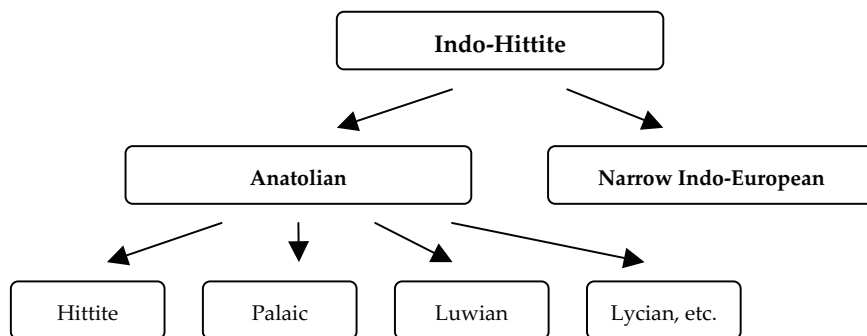 Indo-Hittite
Anatolian
Narrow Indo-European
Hittite
Palaic
Luwian
Lycian, etc.